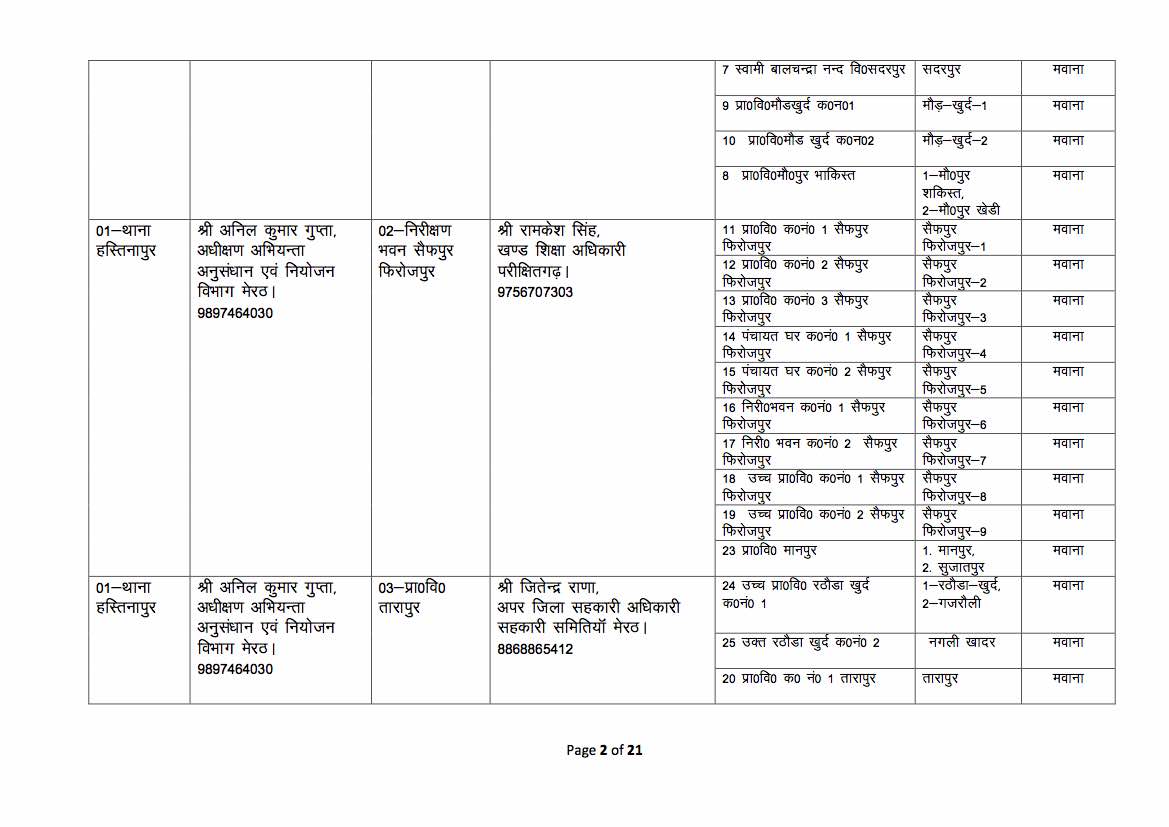 7 स्वामी बालचन्द्रा नन्द वि0सदरपुर सदरपुर मवाना
9 प्रा0वि0मौडखुर्द क0न01 मौड़–खुर्द–1 मवाना
10 प्रा0वि0मौड खुर्द क0न02 मौड़–खुर्द–2 मवाना
8 प्रा0वि0मौ0पुर भाकिस्त 1–मौ0पुर मवाना
शकिस्त,
2–मौ0पुर खेडी
01–थाना श्री अनिल कुमार गुप्ता, 02–निरीक्षण श्री रामकेश सिंह, 11 प्रा0वि0 क0नं0 1 सैफपुर सैफपुर मवाना
हस्तिनापुर अधीक्षण अभियन्ता भवन सैफपुर खण्ड शिक्षा अधिकारी फिरोजपुर फिरोजपुर–1
अनुसंधान एवं नियोजन फिरोजपुर परीक्षितगढ़। 12 प्रा0वि0 क0नं0 2 सैफपुर सैफपुर मवाना
विभाग मेरठ। 9756707303 फिरोजपुर फिरोजपुर–2
9897464030 13 प्रा0वि0 क0नं0 3 सैफपुर सैफपुर मवाना
फिरोजपुर फिरोजपुर–3
14 पंचायत घर क0नं0 1 सैफपुर सैफपुर मवाना
फिरोजपुर फिरोजपुर–4
15 पंचायत घर क0नं0 2 सैफपुर सैफपुर मवाना
फिरोजपुर फिरोजपुर–5
16 निरी0भवन क0नं0 1 सैफपुर सैफपुर मवाना
फिरोजपुर फिरोजपुर–6
17 निरी0 भवन क0नं0 2 सैफपुर सैफपुर मवाना
फिरोजपुर फिरोजपुर–7
18 उच्च प्रा0वि0 क0नं0 1 सैफपुर सैफपुर मवाना
फिरोजपुर फिरोजपुर–8
19 उच्च प्रा0वि0 क0नं0 2 सैफपुर सैफपुर मवाना
फिरोजपुर फिरोजपुर–9
23 प्रा0वि0 मानपुर 1. मानपुर, मवाना
2. सुजातपुर
01–थाना श्री अनिल कुमार गुप्ता, 03–प्रा0वि0 श्री जितेन्द्र राणा, 24 उच्च प्रा0वि0 रठौडा खुर्द 1–रठौडा–खुर्द, मवाना
हस्तिनापुर अधीक्षण अभियन्ता तारापुर अपर जिला सहकारी अधिकारी क0नं0 1 2–गजरौली
अनुसंधान एवं नियोजन सहकारी समितियॉ मेरठ।
विभाग मेरठ। 8868865412 25 उक्त रठौडा खुर्द क0नं0 2 नगली खादर मवाना
9897464030 20 प्रा0वि0 क0 नं0 1 तारापुर तारापुर मवाना
Page 2 of 21